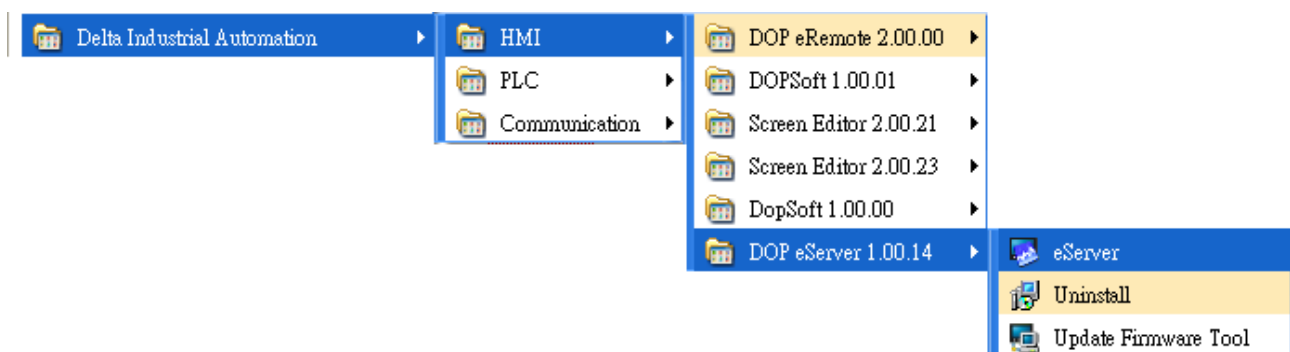 Delta Industrial Automation
HMI
PLC
Communication
DOP eRemote 2.00.00
DOPSoft 1.00.01
Screen Editor 2.00.21
Screen Editor 2.00.23
DopSoft 1.00.00
DOP eServer 1.00.14
eServer
Uninstall
Update Firmware Tool